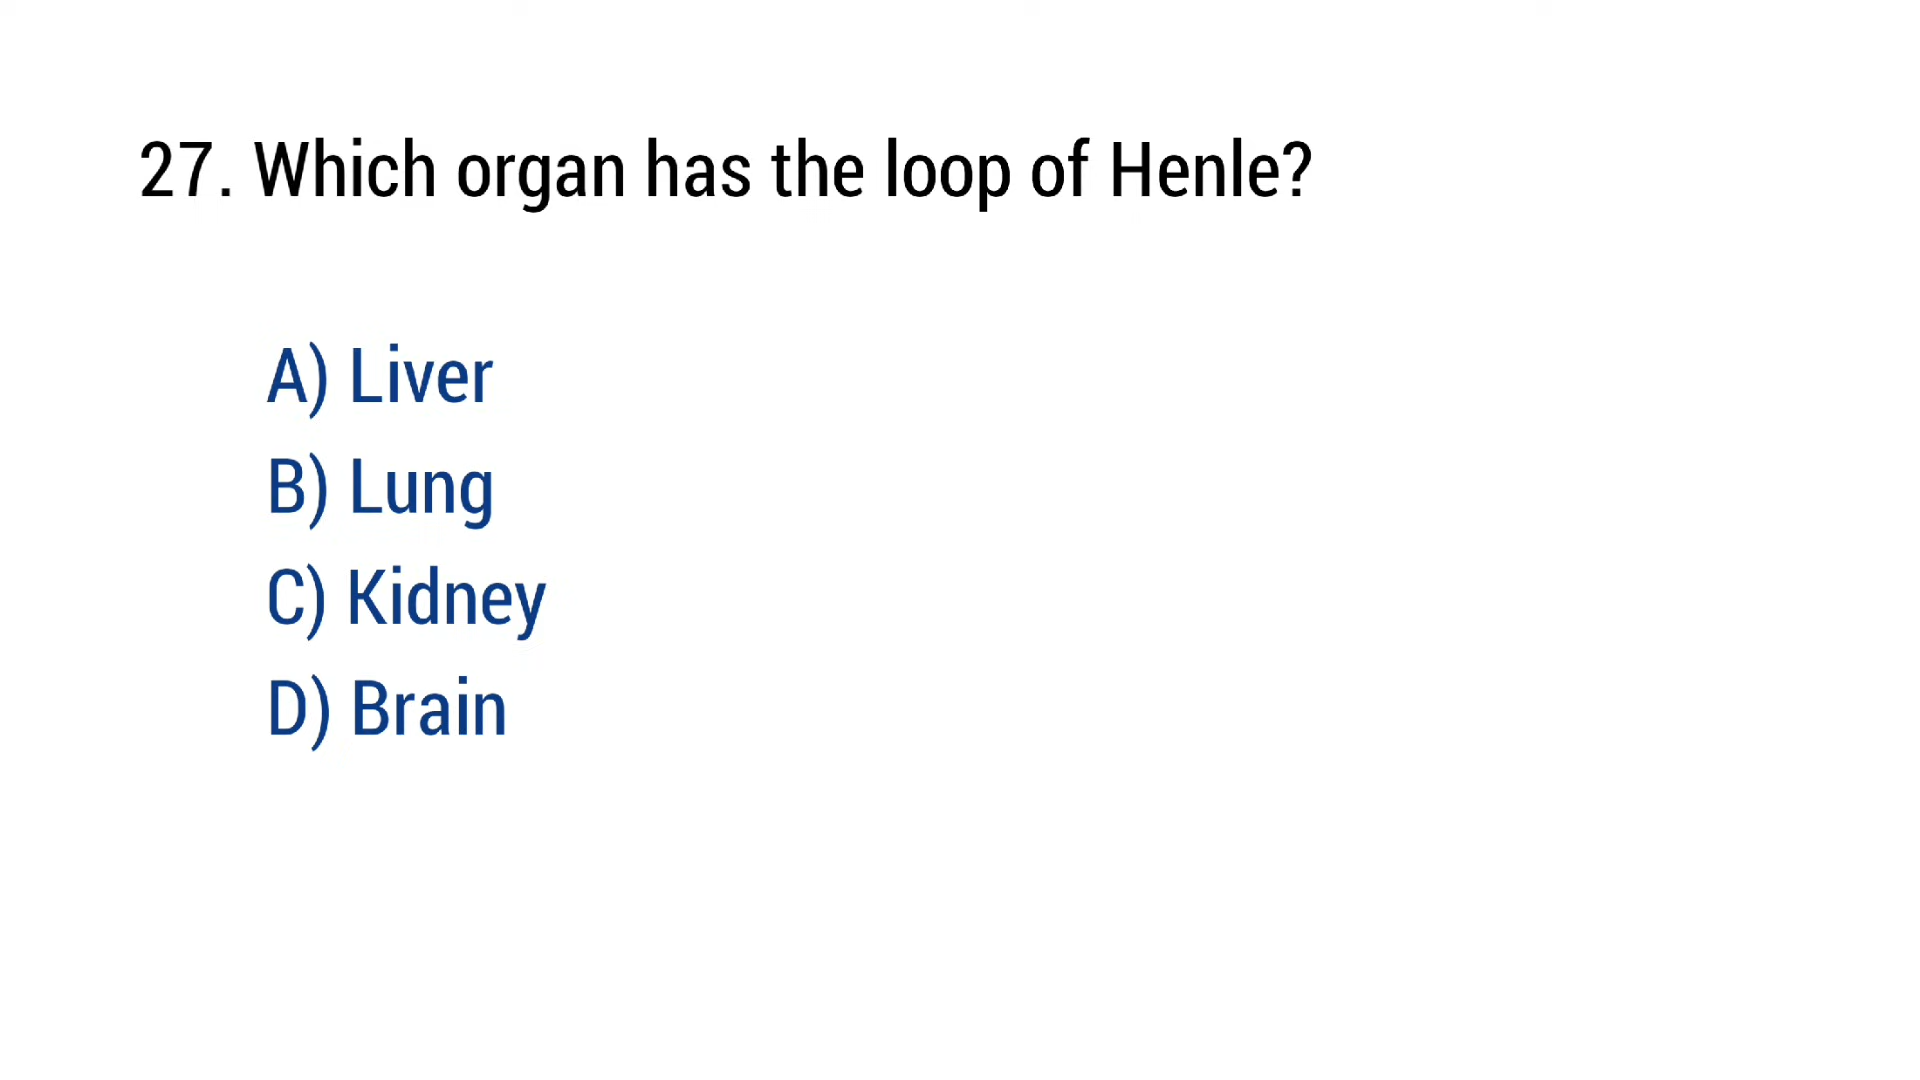 27. Which organ has the loop of Henle?
A) Liver
B) Lung
C) Kidney
D) Brain